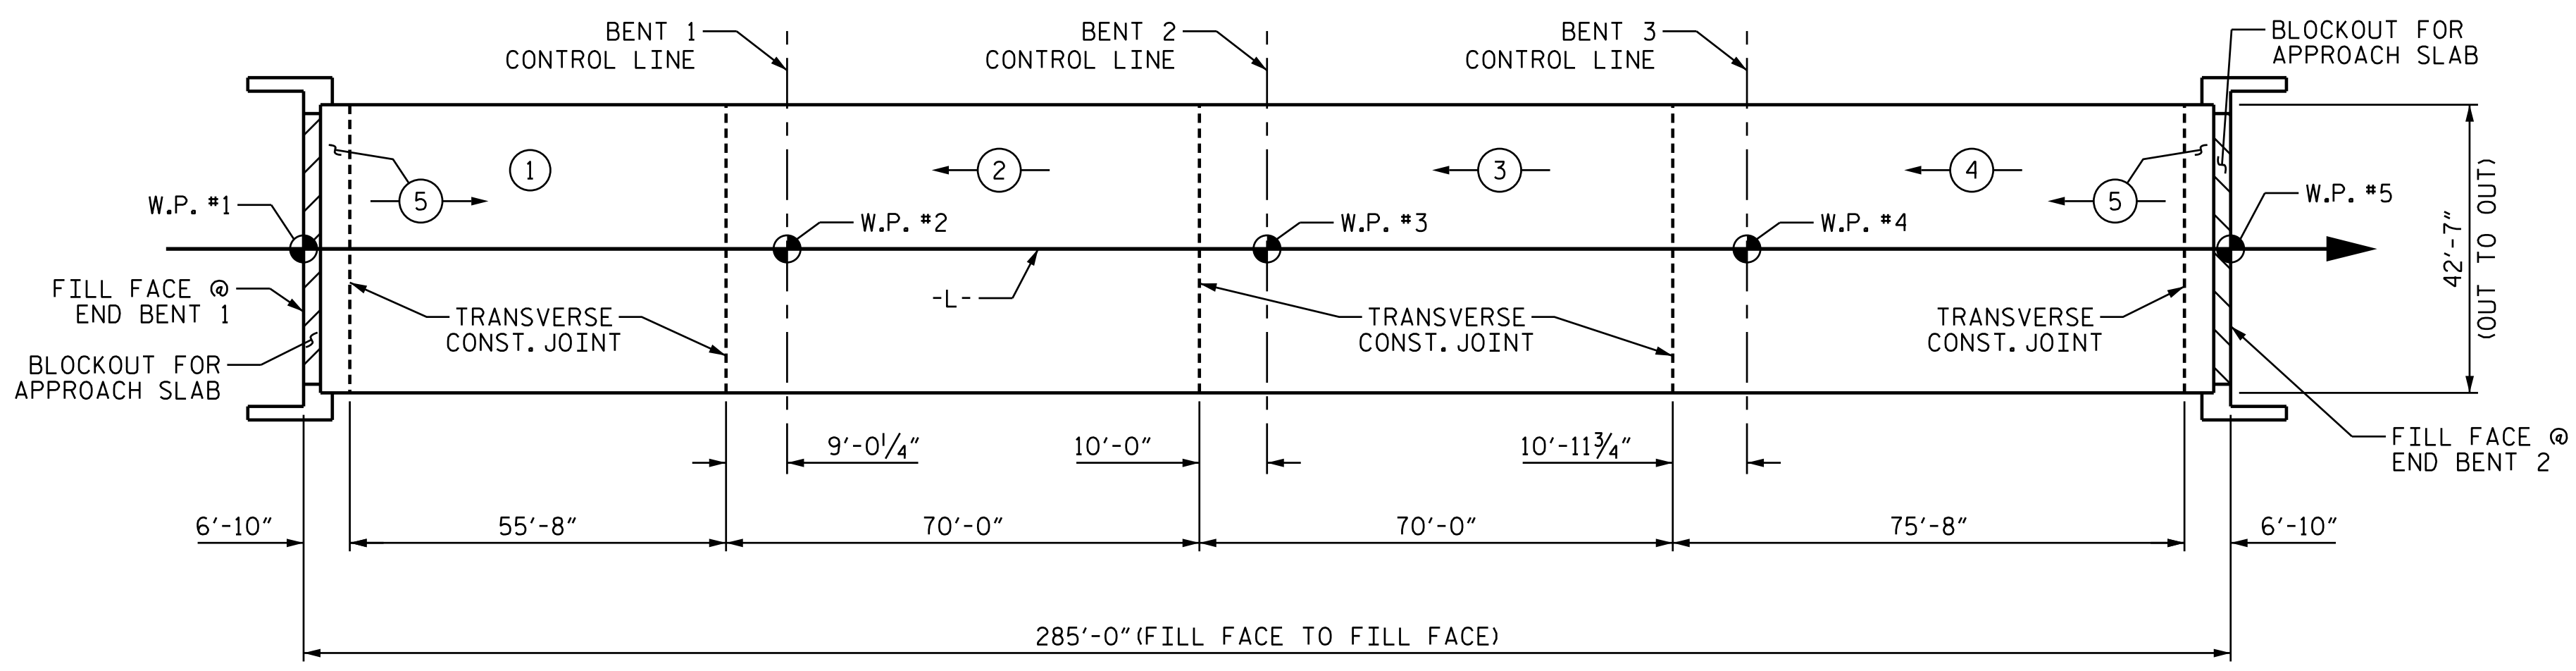 BENT 1
CONTROL LINE
BENT 2
CONTROL LINE
BENT 3
CONTROL LINE
BLOCKOUT FOR
APPROACH SLAB
1
2
3
4
5
5
W.P. #1
W.P. #2
W.P. #3
W.P. #4
W.P. #5
FILL FACE @
END BENT 1
-L-
TRANSVERSE
CONST. JOINT
TRANSVERSE
CONST. JOINT
TRANSVERSE
CONST. JOINT
42'-7"
(OUT TO OUT)
BLOCKOUT FOR
APPROACH SLAB
FILL FACE @
END BENT 2
9'-0 1/4"
10'-0"
10'-11 3/4"
6'-10"
55'-8"
70'-0"
70'-0"
75'-8"
6'-10"
285'-0" (FILL FACE TO FILL FACE)